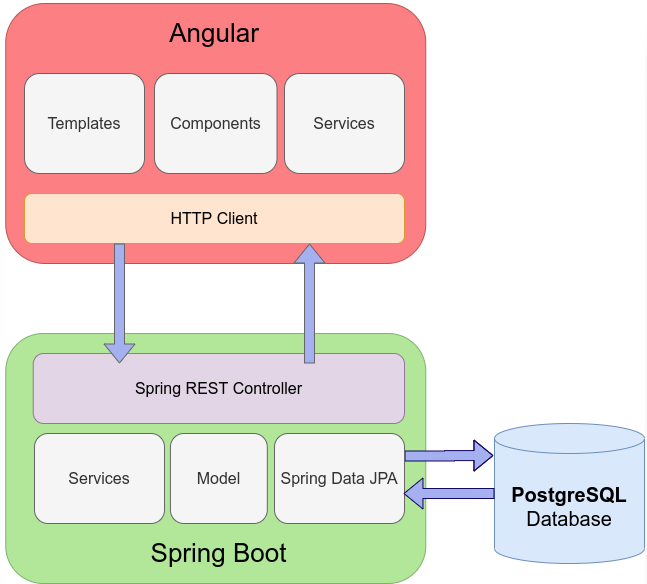 Angular
Templates
Components
Services
HTTP Client
Spring REST Controller
Services
Model
Spring Data JPA
Spring Boot
PostgreSQL
Database